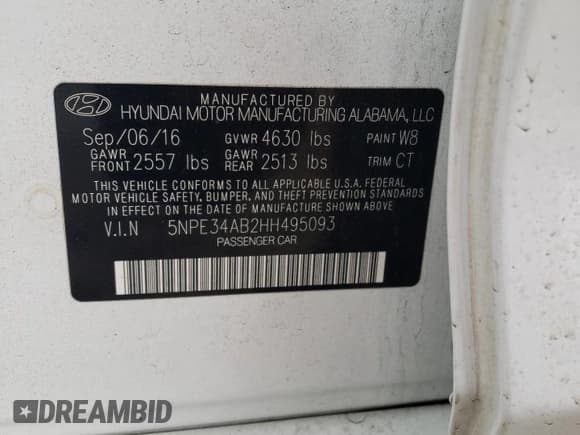 MANUFACTURED BY
HYUNDAI MOTOR MANUFACTURING ALABAMA, LLC
Sep/06/16 GVWR 4630 lbs PAINT W8
GAWR FRONT 2557 lbs GAWR REAR 2513 lbs TRIM CT
THIS VEHICLE CONFORMS TO ALL APPLICABLE U.S.A. FEDERAL
MOTOR VEHICLE SAFETY, BUMPER, AND THEFT PREVENTION STANDARDS
IN EFFECT ON THE DATE OF MANUFACTURE SHOWN ABOVE.
V.I.N 5NPE34AB2HH495093
PASSENGER CAR
DREAMBID